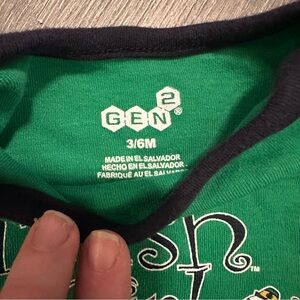 GEN2®
3/6M
MADE IN EL SALVADOR
HECHO EN EL SALVADOR
FABRIQUÉ AU EL SALVADOR